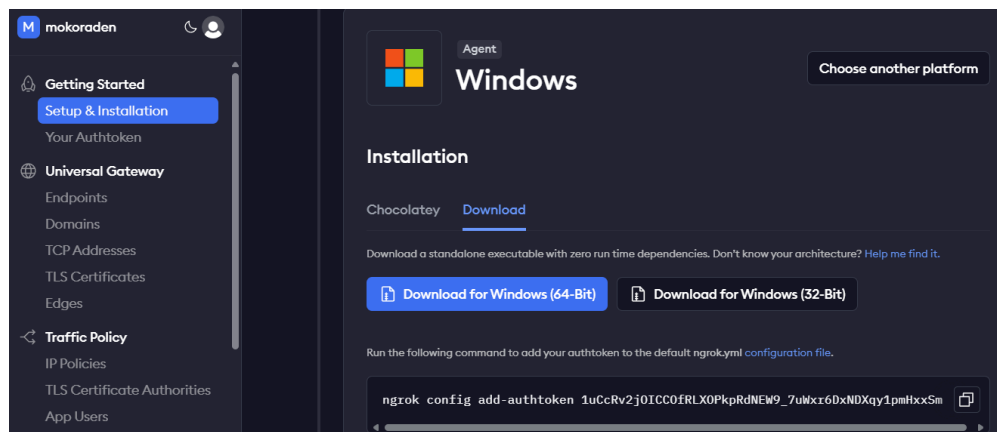 M mokoraden
Getting Started
Setup & Installation
Your Authtoken
Universal Gateway
Endpoints
Domains
TCP Addresses
TLS Certificates
Edges
Traffic Policy
IP Policies
TLS Certificate Authorities
App Users
Agent
Windows
Choose another platform
Installation
Chocolatey Download
Download a standalone executable with zero run time dependencies. Don't know your architecture? Help me find it.
Download for Windows (64-Bit) Download for Windows (32-Bit)
Run the following command to add your authtoken to the default ngrok.yml configuration file.
ngrok config add-authtoken 1uCcRv2jOICCOfRLXOPkpRdNEW9_7uWxr6DxNDXqy1pmHxxSm